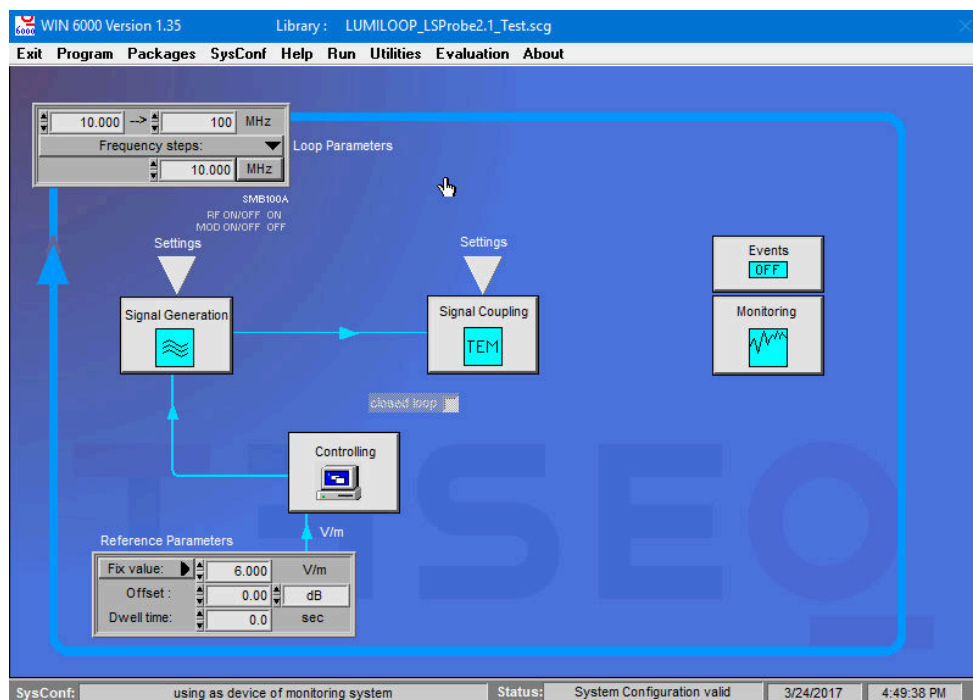 6000 WIN 6000 Version 1.35 Library : LUMILOOP_LSProbe2.1_Test.scg
Exit Program Packages SysConf Help Run Utilities Evaluation About
10.000 --> 100 MHz
Frequency steps:
10.000 MHz
Loop Parameters
SMB100A
RF ON/OFF ON
MOD ON/OFF OFF
Settings
Settings
Signal Generation
Signal Coupling
TEM
Events
OFF
Monitoring
closed loop
Controlling
TESEQ
V/m
Reference Parameters
Fix value: 6.000 V/m
Offset : 0.00 dB
Dwell time: 0.0 sec
SysConf: using as device of monitoring system Status: System Configuration valid 3/24/2017 4:49:38 PM